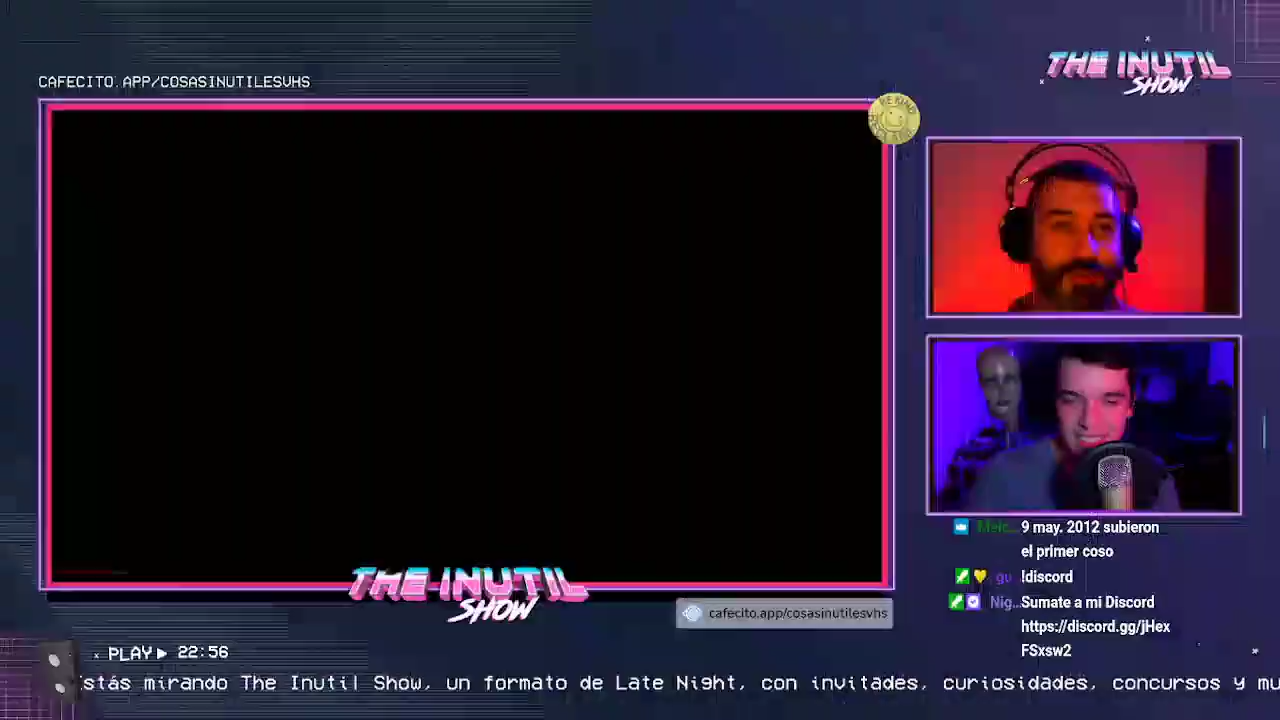 CAFECITO.APP/COSASINUTILESVHS
THE INUTIL
SHOW
THE INUTIL
SHOW
cafecito.app/cosasinutilesvhs
9 may. 2012 subieron
el primer coso
gu !discord
Nig... Sumate a mi Discord
https://discord.gg/jHex
FSxsw2
PLAY 22:56
stás mirando The Inutil Show, un formato de Late Night, con invitades, curiosidades, concursos y mu